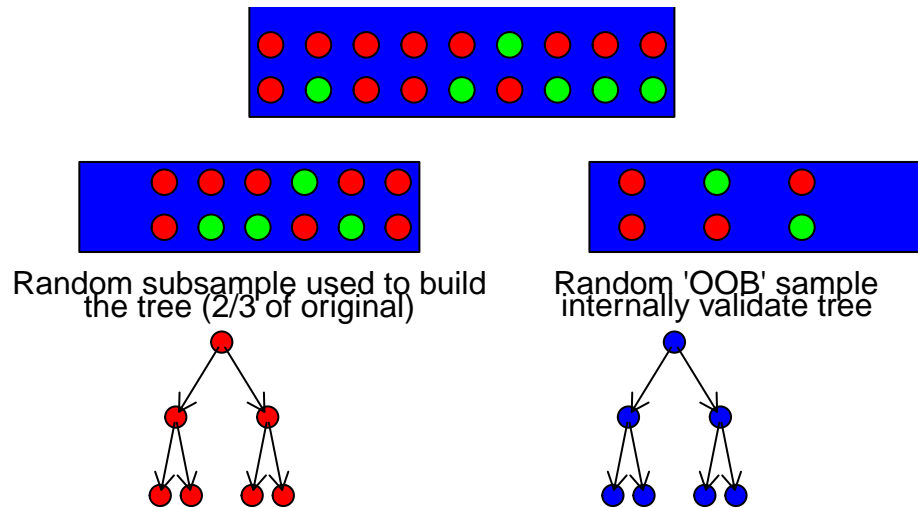 Random subsample used to build
the tree (2/3 of original)
Random 'OOB' sample
internally validate tree